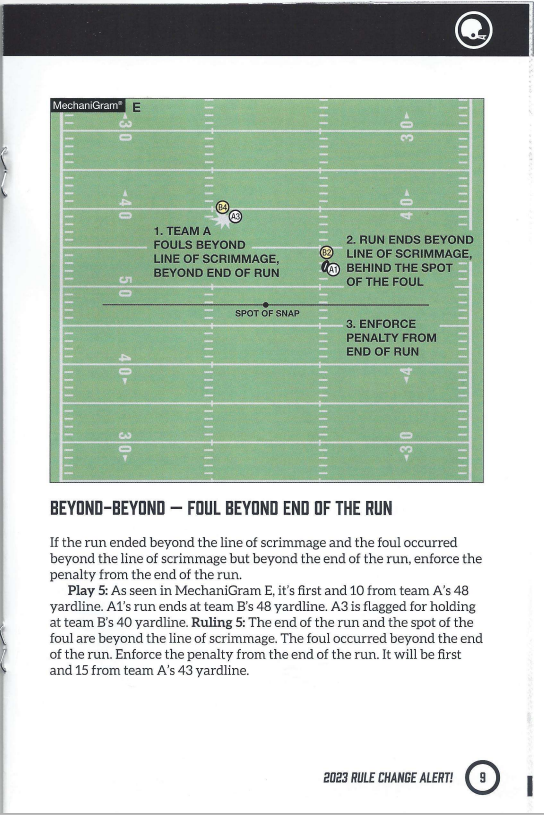 MechaniGram® E
30
30
40
40
B4
A3
1. TEAM A
FOULS BEYOND
LINE OF SCRIMMAGE,
BEYOND END OF RUN
B2
A1
2. RUN ENDS BEYOND
LINE OF SCRIMMAGE,
BEHIND THE SPOT
OF THE FOUL
50
SPOT OF SNAP
3. ENFORCE
PENALTY FROM
END OF RUN
40
4
30
30
BEYOND-BEYOND — FOUL BEYOND END OF THE RUN
If the run ended beyond the line of scrimmage and the foul occurred
beyond the line of scrimmage but beyond the end of the run, enforce the
penalty from the end of the run.
Play 5: As seen in MechaniGram E, it's first and 10 from team A's 48
yardline. A1's run ends at team B's 48 yardline. A3 is flagged for holding
at team B's 40 yardline. Ruling 5: The end of the run and the spot of the
foul are beyond the line of scrimmage. The foul occurred beyond the end
of the run. Enforce the penalty from the end of the run. It will be first
and 15 from team A's 43 yardline.
2023 RULE CHANGE ALERT! 9